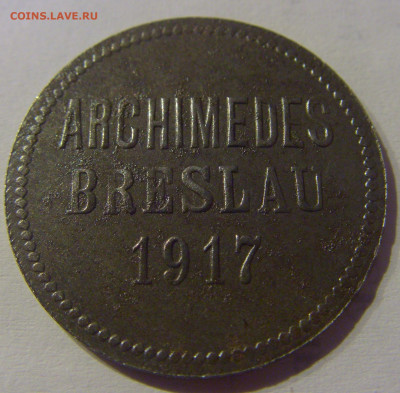 COINS.LAVE.RU
ARCHIMEDES
BRESLAU
1917